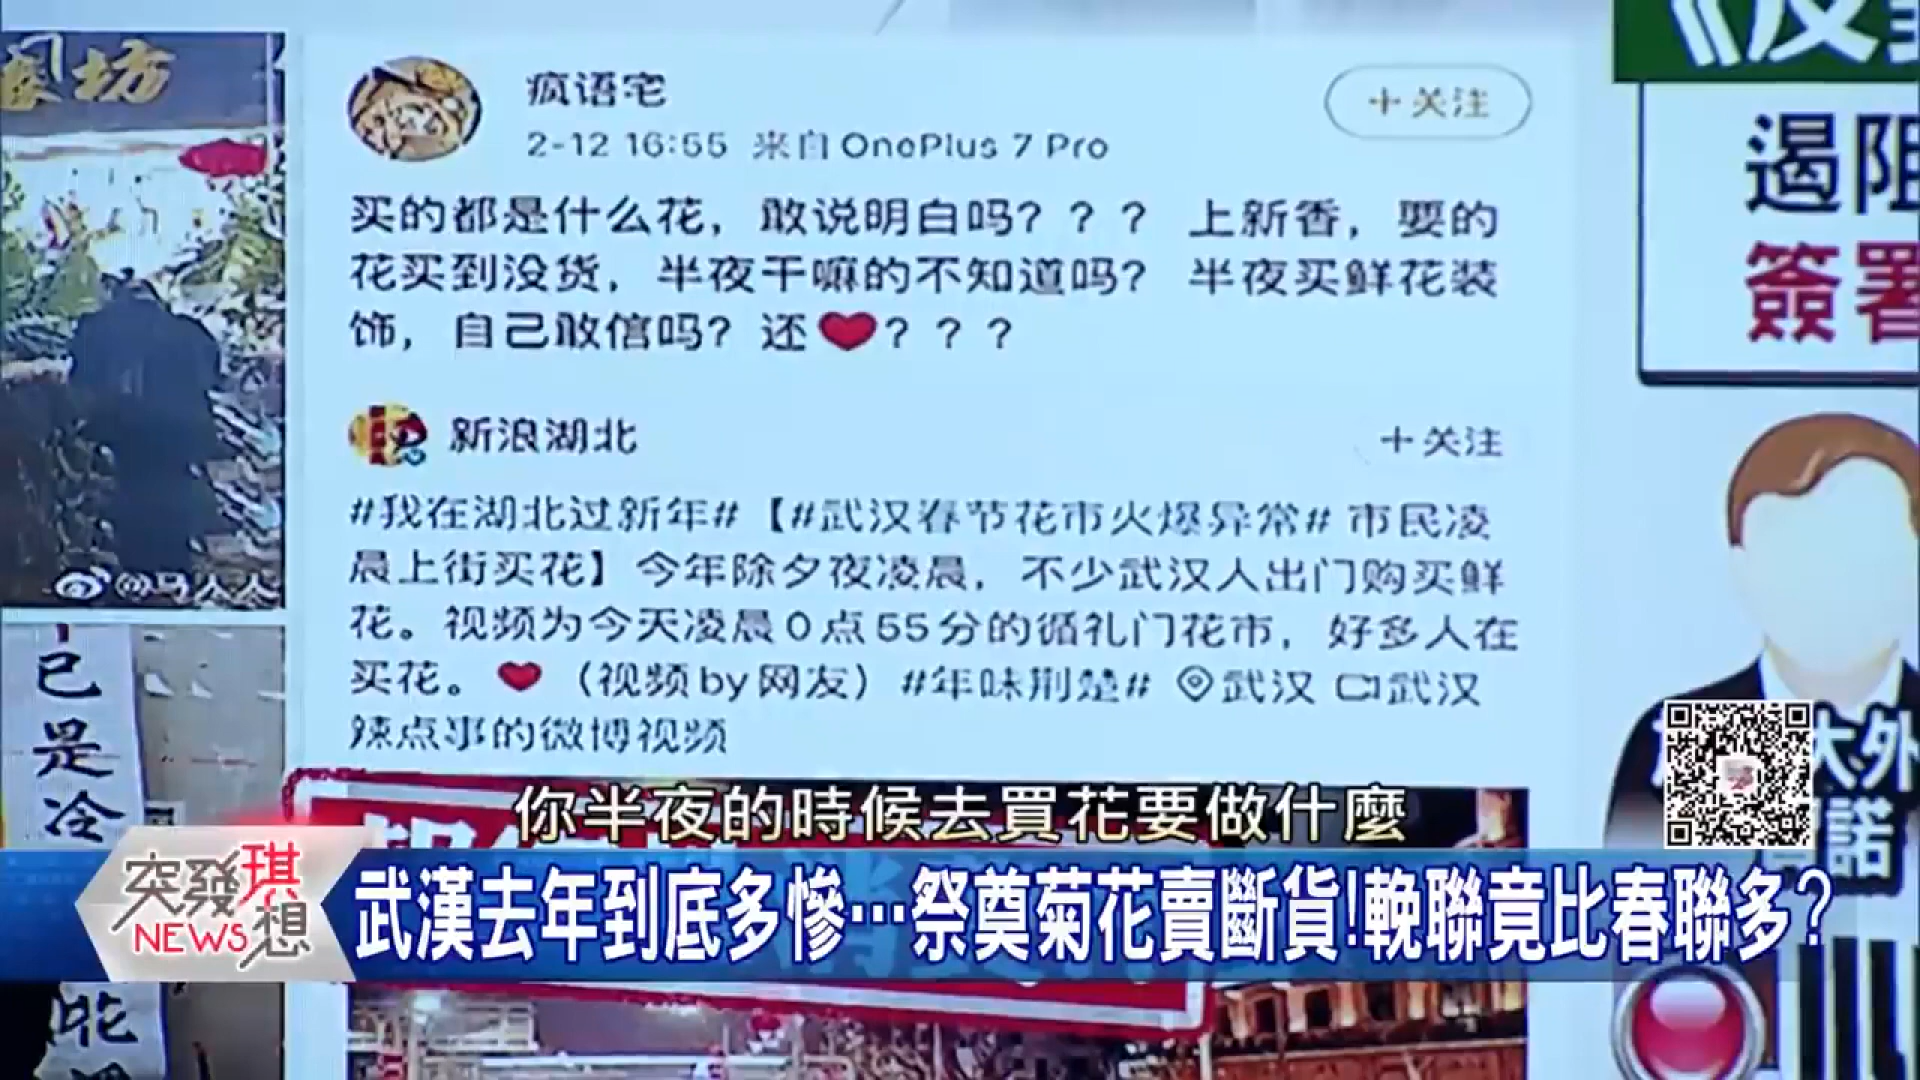 疯语宅
+关注
2-12 16:55 来自 OnePlus 7 Pro
买的都是什么花，敢说明白吗？？？ 上新香，要的
花买到没货，半夜干嘛的不知道吗？ 半夜买鲜花装
饰，自己敢信吗？还❤？？？
新浪湖北
+关注
#我在湖北过新年#【#武汉春节花市火爆异常# 市民凌
晨上街买花】今年除夕夜凌晨，不少武汉人出门购买鲜
花。视频为今天凌晨0点55分的循礼门花市，好多人在
买花。❤（视频by网友）#年味荆楚# 武汉 武汉
辣点事的微博视频
遏阻
簽署
坊
已
是
冷
大外
諾
你半夜的時候去買花要做什麼
突發琪想
NEWS
武漢去年到底多慘…祭奠菊花賣斷貨!輓聯竟比春聯多?